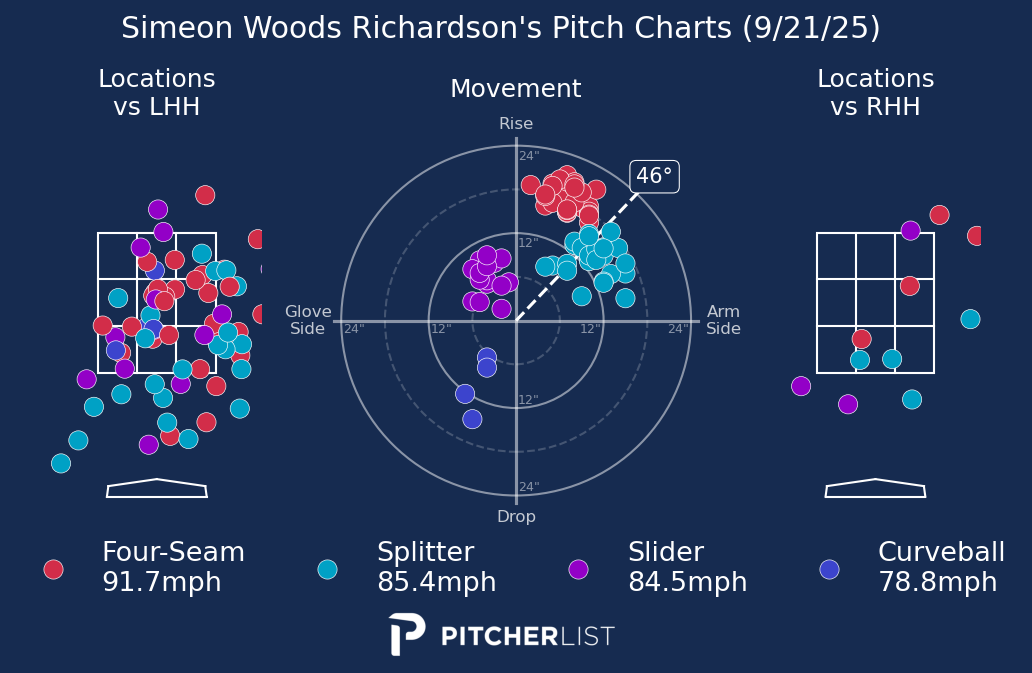 Simeon Woods Richardson's Pitch Charts (9/21/25)
Locations
vs LHH
Movement
Locations
vs RHH
Rise
24"
46°
12"
Glove
Side
24"
12"
12"
24"
Arm
Side
12"
24"
Drop
Four-Seam
91.7mph
Splitter
85.4mph
Slider
84.5mph
Curveball
78.8mph
PITCHERLIST